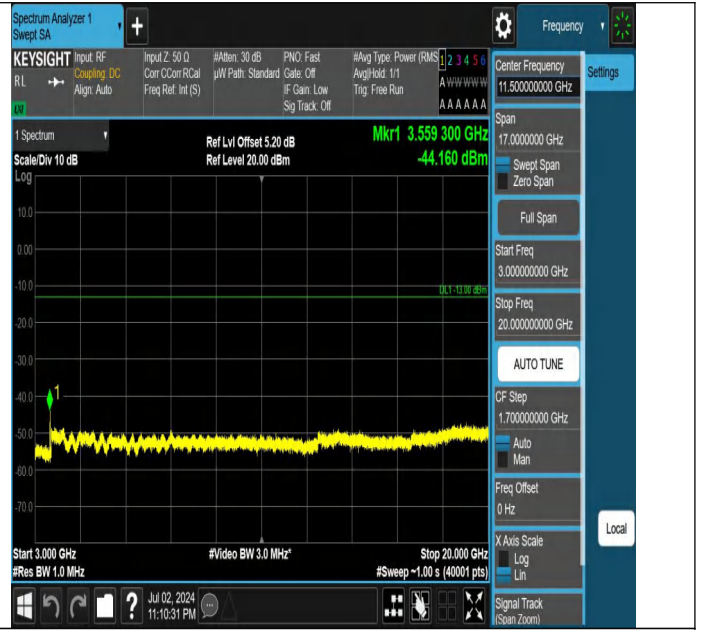 Spectrum Analyzer 1
Swept SA
Frequency
KEYSIGHT
RL
LXI
Input: RF
Coupling: DC
Align: Auto
Input Z: 50 Ω
Corr CCorr RCal
Freq Ref: Int (S)
#Atten: 30 dB
µW Path: Standard
PNO: Fast
Gate: Off
IF Gain: Low
Sig Track: Off
#Avg Type: Power (RMS
Avg|Hold: 1/1
Trig: Free Run
1 2 3 4 5 6
A W W W W W
A A A A A A
1 Spectrum
Scale/Div 10 dB
Log
Ref Lvl Offset 5.20 dB
Ref Level 20.00 dBm
Mkr1 3.559 300 GHz
-44.160 dBm
10.0
0.00
-10.0
DL1 -13.00 dBm
-20.0
-30.0
-40.0
1
-50.0
-60.0
-70.0
Start 3.000 GHz
#Res BW 1.0 MHz
#Video BW 3.0 MHz*
Stop 20.000 GHz
#Sweep ~1.00 s (40001 pts)
Jul 02, 2024
11:10:31 PM
Center Frequency
11.500000000 GHz
Settings
Span
17.0000000 GHz
Swept Span
Zero Span
Full Span
Start Freq
3.000000000 GHz
Stop Freq
20.000000000 GHz
AUTO TUNE
CF Step
1.700000000 GHz
Auto
Man
Freq Offset
0 Hz
X Axis Scale
Log
Lin
Local
Signal Track
(Span Zoom)